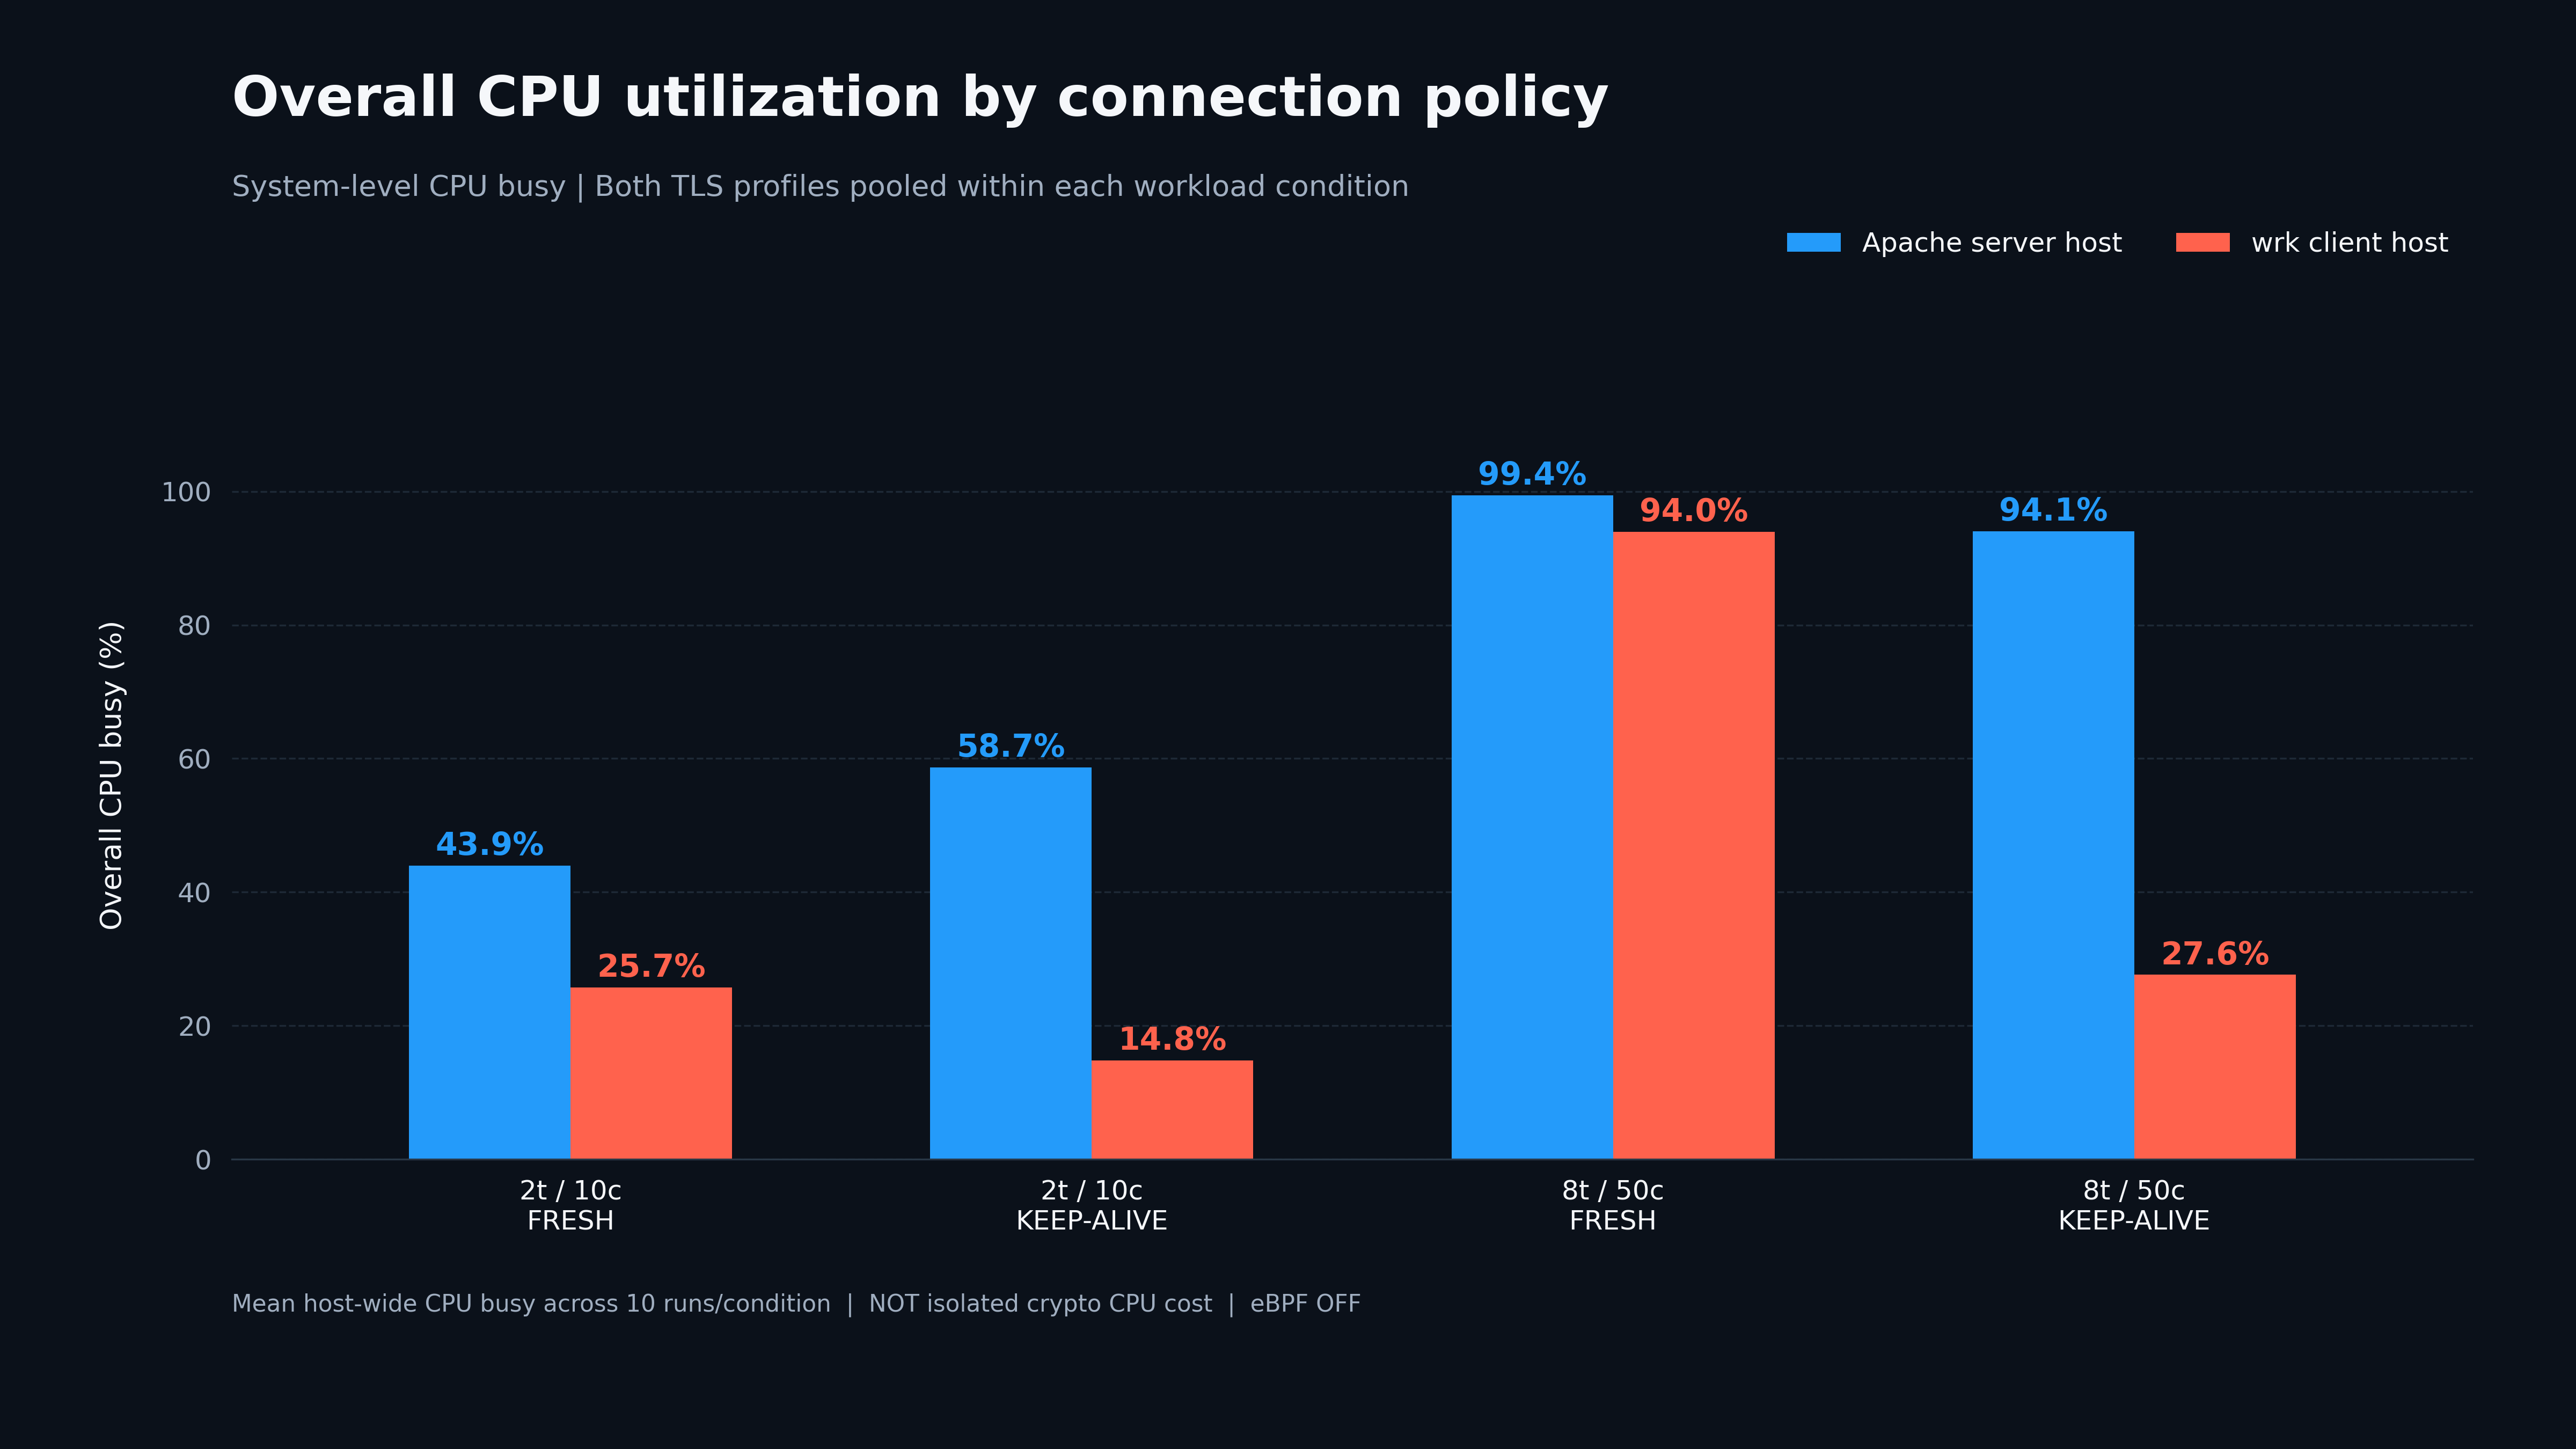 Overall CPU utilization by connection policy
System-level CPU busy | Both TLS profiles pooled within each workload condition
Apache server host
wrk client host
Overall CPU busy (%)
100
80
60
40
20
0
43.9%
25.7%
58.7%
14.8%
99.4%
94.0%
94.1%
27.6%
2t / 10c
FRESH
2t / 10c
KEEP-ALIVE
8t / 50c
FRESH
8t / 50c
KEEP-ALIVE
Mean host-wide CPU busy across 10 runs/condition | NOT isolated crypto CPU cost | eBPF OFF